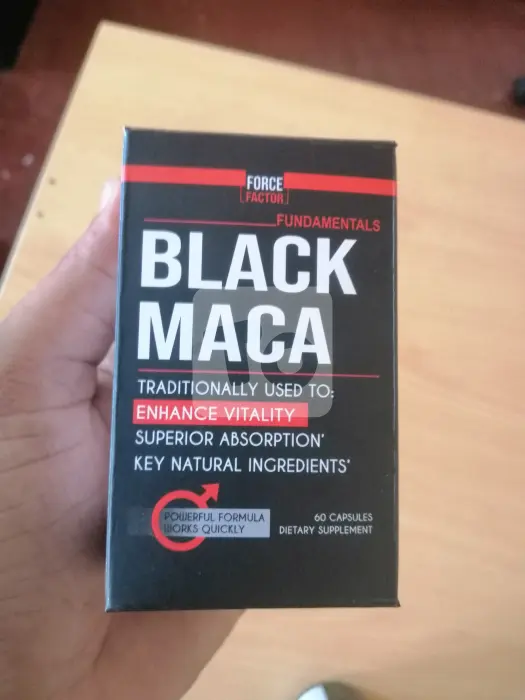 FORCE
FACTOR
FUNDAMENTALS
BLACK
MACA
TRADITIONALLY USED TO:
ENHANCE VITALITY
SUPERIOR ABSORPTION*
KEY NATURAL INGREDIENTS*
POWERFUL FORMULA
WORKS QUICKLY
60 CAPSULES
DIETARY SUPPLEMENT